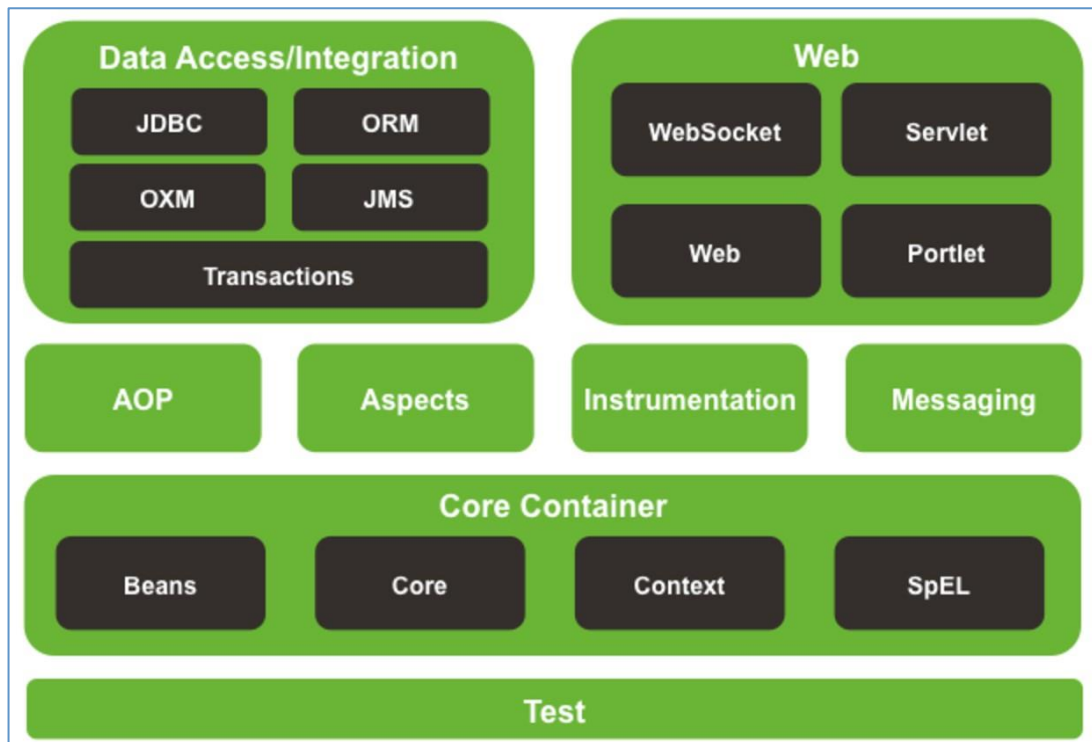 Data Access/Integration
JDBC
ORM
OXM
JMS
Transactions
Web
WebSocket
Servlet
Web
Portlet
AOP
Aspects
Instrumentation
Messaging
Core Container
Beans
Core
Context
SpEL
Test